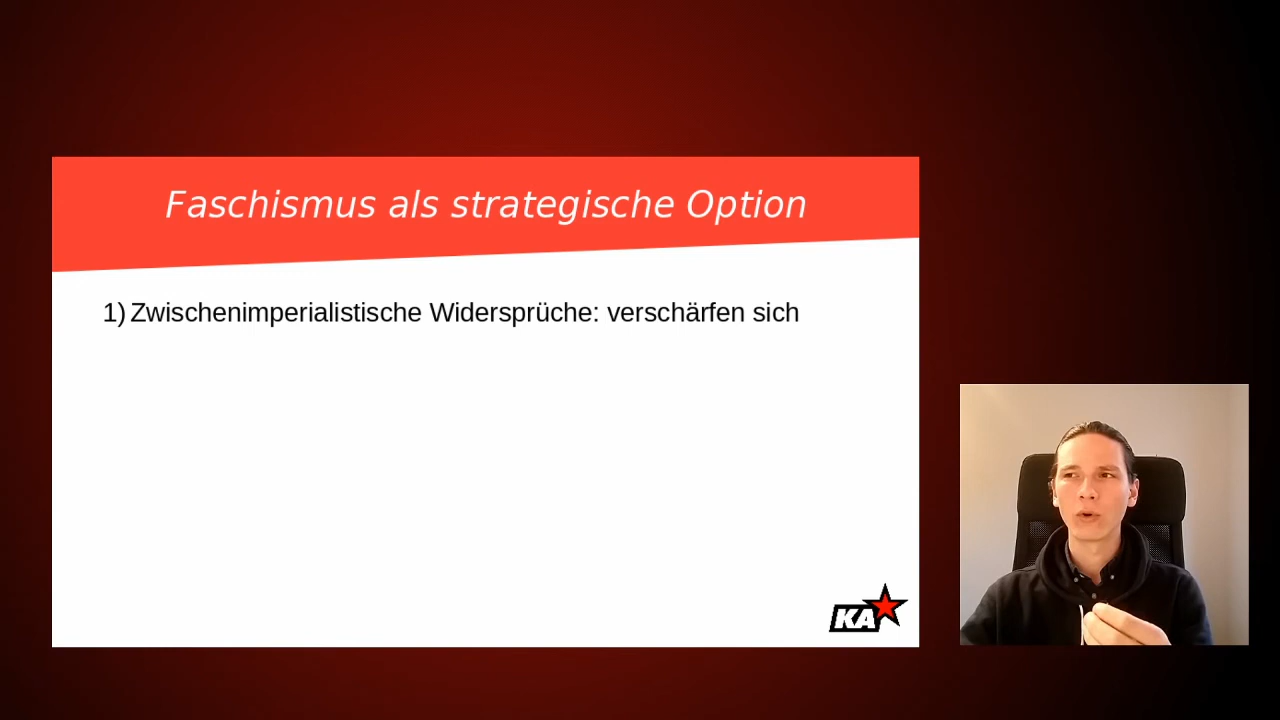 Faschismus als strategische Option
1) Zwischenimperialistische Widersprüche: verschärfen sich
KA